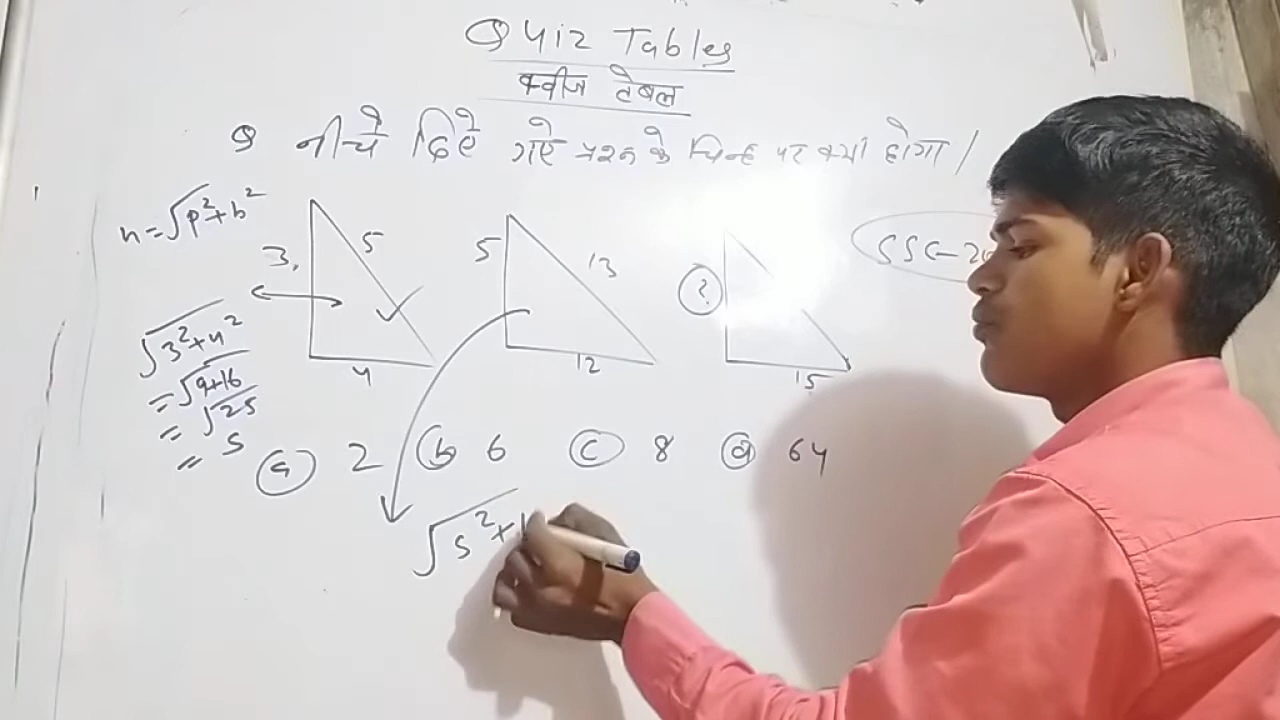 Quiz Tables
क्वीज टेबल
Q नीचे दिऐ गऐ प्रश्न के चिन्ह पर क्या होगा।
h=√p²+b²
3, 5 4
5 13 12
? 15
SSC-20
√3²+4²
=√9+16
=√25
= 5
(a) 2 (b) 6 (c) 8 (d) 64
√5²+1